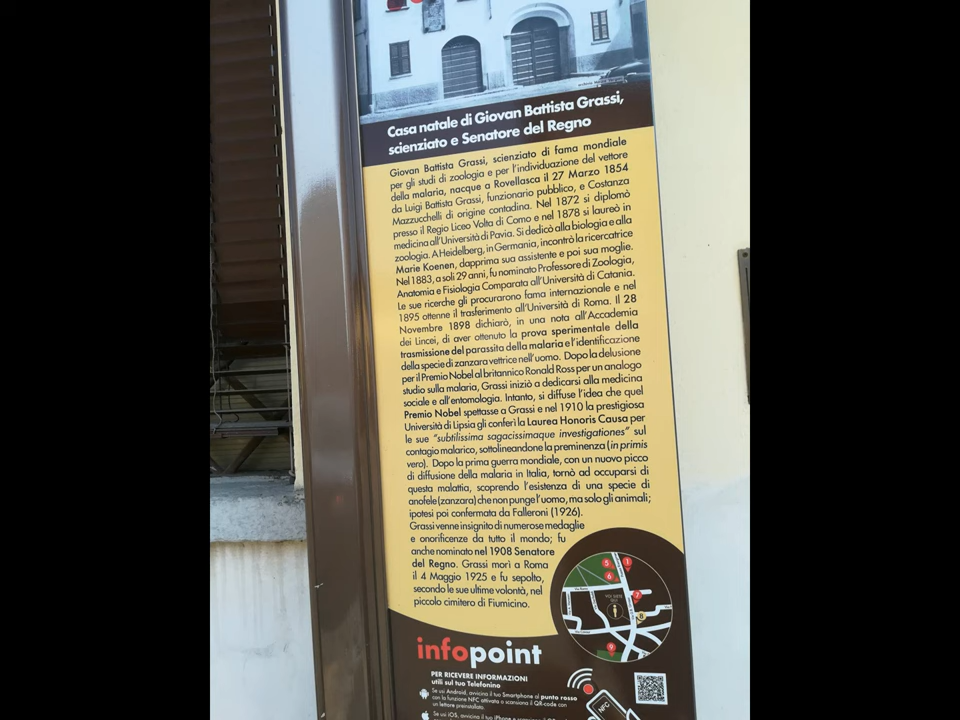 Casa natale di Giovan Battista Grassi,
scienziato e Senatore del Regno
Giovan Battista Grassi, scienziato di fama mondiale
per gli studi di zoologia e per l'individuazione del vettore
della malaria, nacque a Rovellasca il 27 Marzo 1854
da Luigi Battista Grassi, funzionario pubblico, e Costanza
Mazzucchelli di origine contadina. Nel 1872 si diplomò
presso il Regio Liceo Volta di Como e nel 1878 si laureò in
medicina all'Università di Pavia. Si dedicò alla biologia e alla
zoologia. A Heidelberg, in Germania, incontrò la ricercatrice
Marie Koenen, dapprima sua assistente e poi sua moglie.
Nel 1883, a soli 29 anni, fu nominato Professore di Zoologia,
Anatomia e Fisiologia Comparata all'Università di Catania.
Le sue ricerche gli procurarono fama internazionale e nel
1895 ottenne il trasferimento all'Università di Roma. Il 28
Novembre 1898 dichiarò, in una nota all'Accademia
dei Lincei, di aver ottenuto la prova sperimentale della
trasmissione del parassita della malaria e l'identificazione
della specie di zanzara vettrice nell'uomo. Dopo la delusione
per il Premio Nobel al britannico Ronald Ross per un analogo
studio sulla malaria, Grassi iniziò a dedicarsi alla medicina
sociale e all'entomologia. Intanto, si diffuse l'idea che quel
Premio Nobel spettasse a Grassi e nel 1910 la prestigiosa
Università di Lipsia gli conferì la Laurea Honoris Causa per
le sue "subtilissima sagacissimaque investigationes" sul
contagio malarico, sottolineandone la preminenza (in primis
vero). Dopo la prima guerra mondiale, con un nuovo picco
di diffusione della malaria in Italia, tornò ad occuparsi di
questa malattia, scoprendo l'esistenza di una specie di
anofele (zanzara) che non punge l'uomo, ma solo gli animali;
ipotesi poi confermata da Falleroni (1926).
Grassi venne insignito di numerose medaglie
e onorificenze da tutto il mondo; fu
anche nominato nel 1908 Senatore
del Regno. Grassi morì a Roma
il 4 Maggio 1925 e fu sepolto,
secondo le sue ultime volontà, nel
piccolo cimitero di Fiumicino.
5
1
6
7
8
9
infopoint
PER RICEVERE INFORMAZIONI
utili sul tuo Telefonino
Se usi Android, avvicina il tuo Smartphone al punto rosso
con la funzione NFC attivata o scansiona il QR-code con
un lettore preinstallato.
Se usi iOS, avvicina il tuo iPhone
NFC